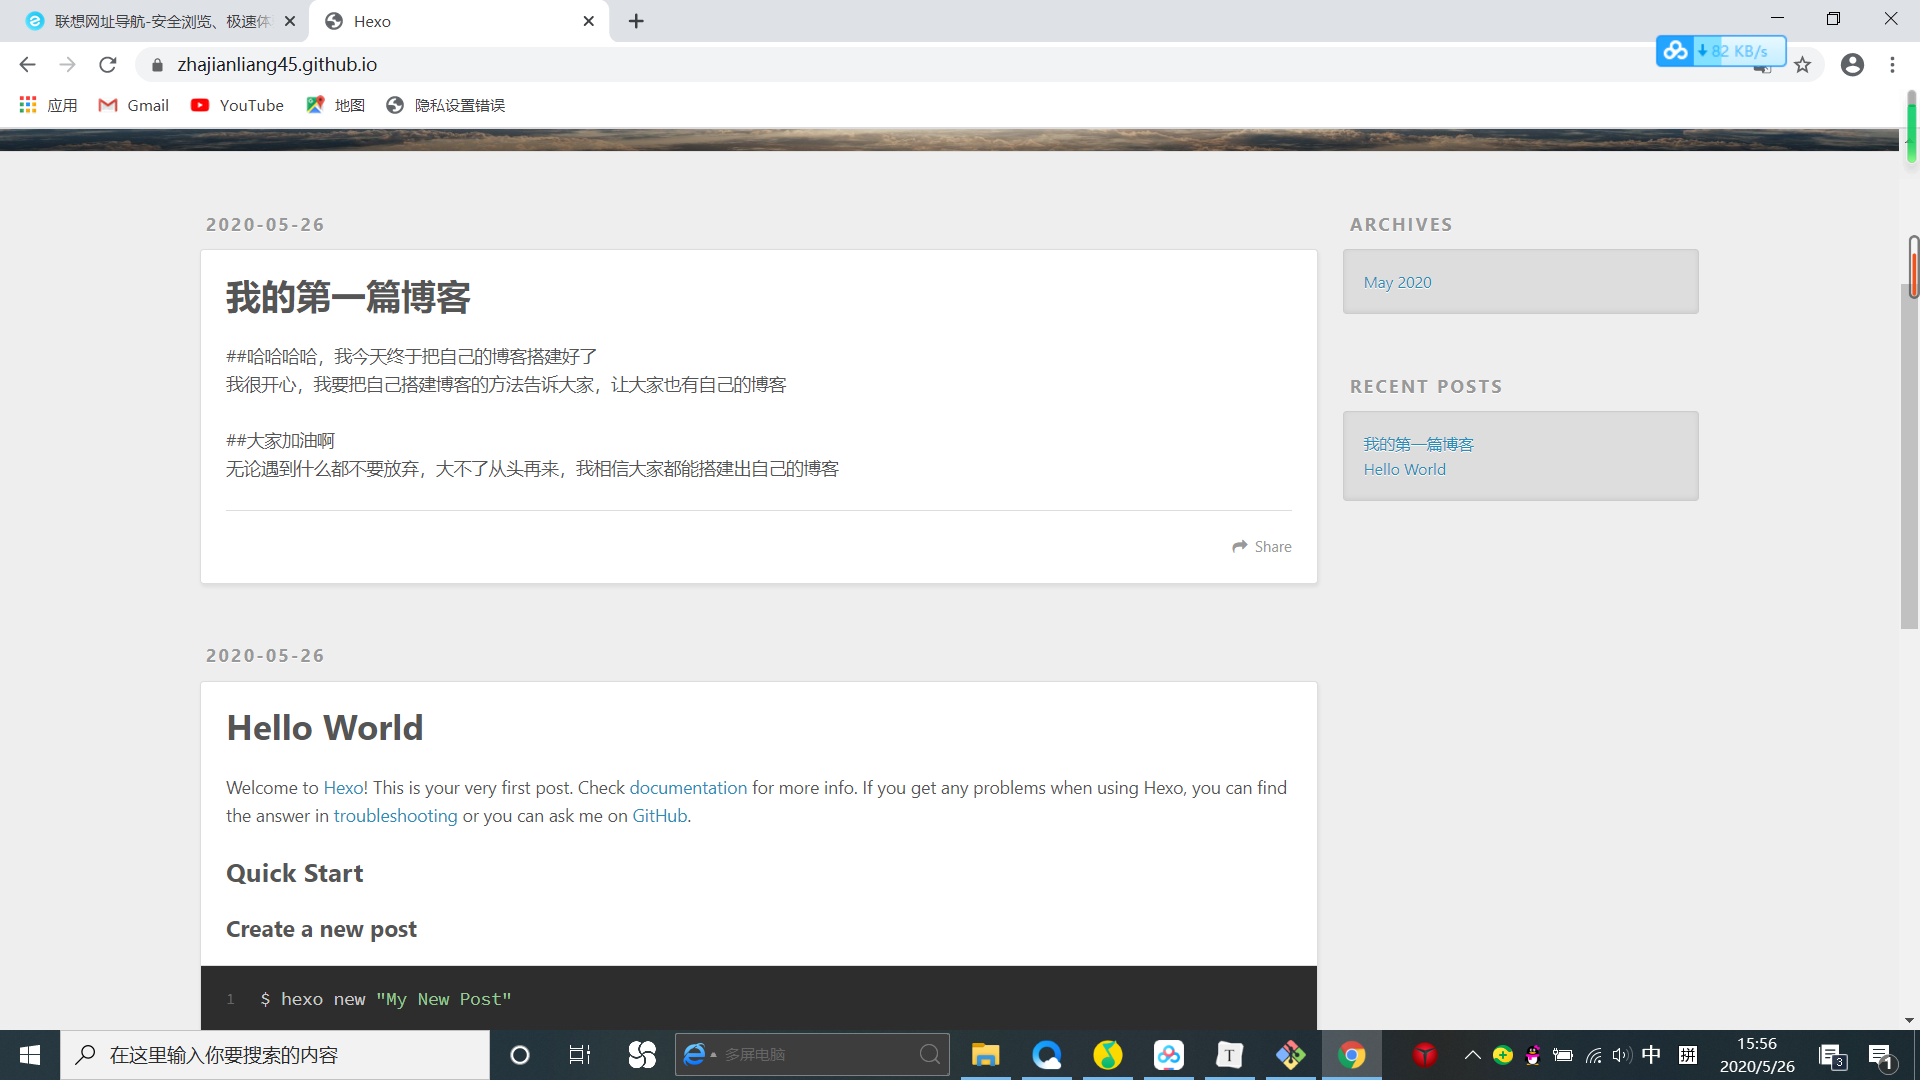 联想网址导航-安全浏览、极速体
Hexo
zhajianliang45.github.io
82 KB/s
应用
Gmail
YouTube
地图
隐私设置错误
2020-05-26
我的第一篇博客
##哈哈哈哈，我今天终于把自己的博客搭建好了
我很开心，我要把自己搭建博客的方法告诉大家，让大家也有自己的博客
##大家加油啊
无论遇到什么都不要放弃，大不了从头再来，我相信大家都能搭建出自己的博客
Share
ARCHIVES
May 2020
RECENT POSTS
我的第一篇博客
Hello World
2020-05-26
Hello World
Welcome to Hexo! This is your very first post. Check documentation for more info. If you get any problems when using Hexo, you can find
the answer in troubleshooting or you can ask me on GitHub.
Quick Start
Create a new post
1 $ hexo new "My New Post"
在这里输入你要搜索的内容
多屏电脑
T
中
拼
15:56
2020/5/26
3
1